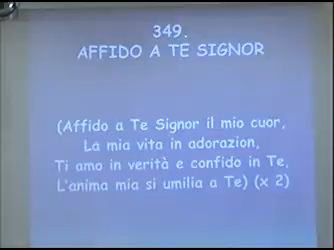 349.
AFFIDO A TE SIGNOR
(Affido a Te Signor il mio cuor,
La mia vita in adorazion,
Ti amo in verità e confido in Te,
L'anima mia si umilia a Te) (x 2)